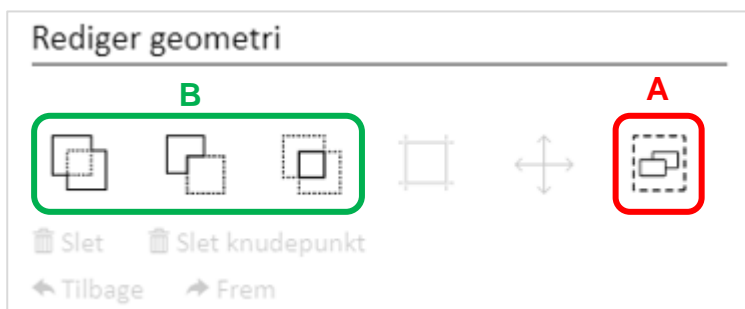 Rediger geometri
B
A
Slet Slet knudepunkt
Tilbage Frem